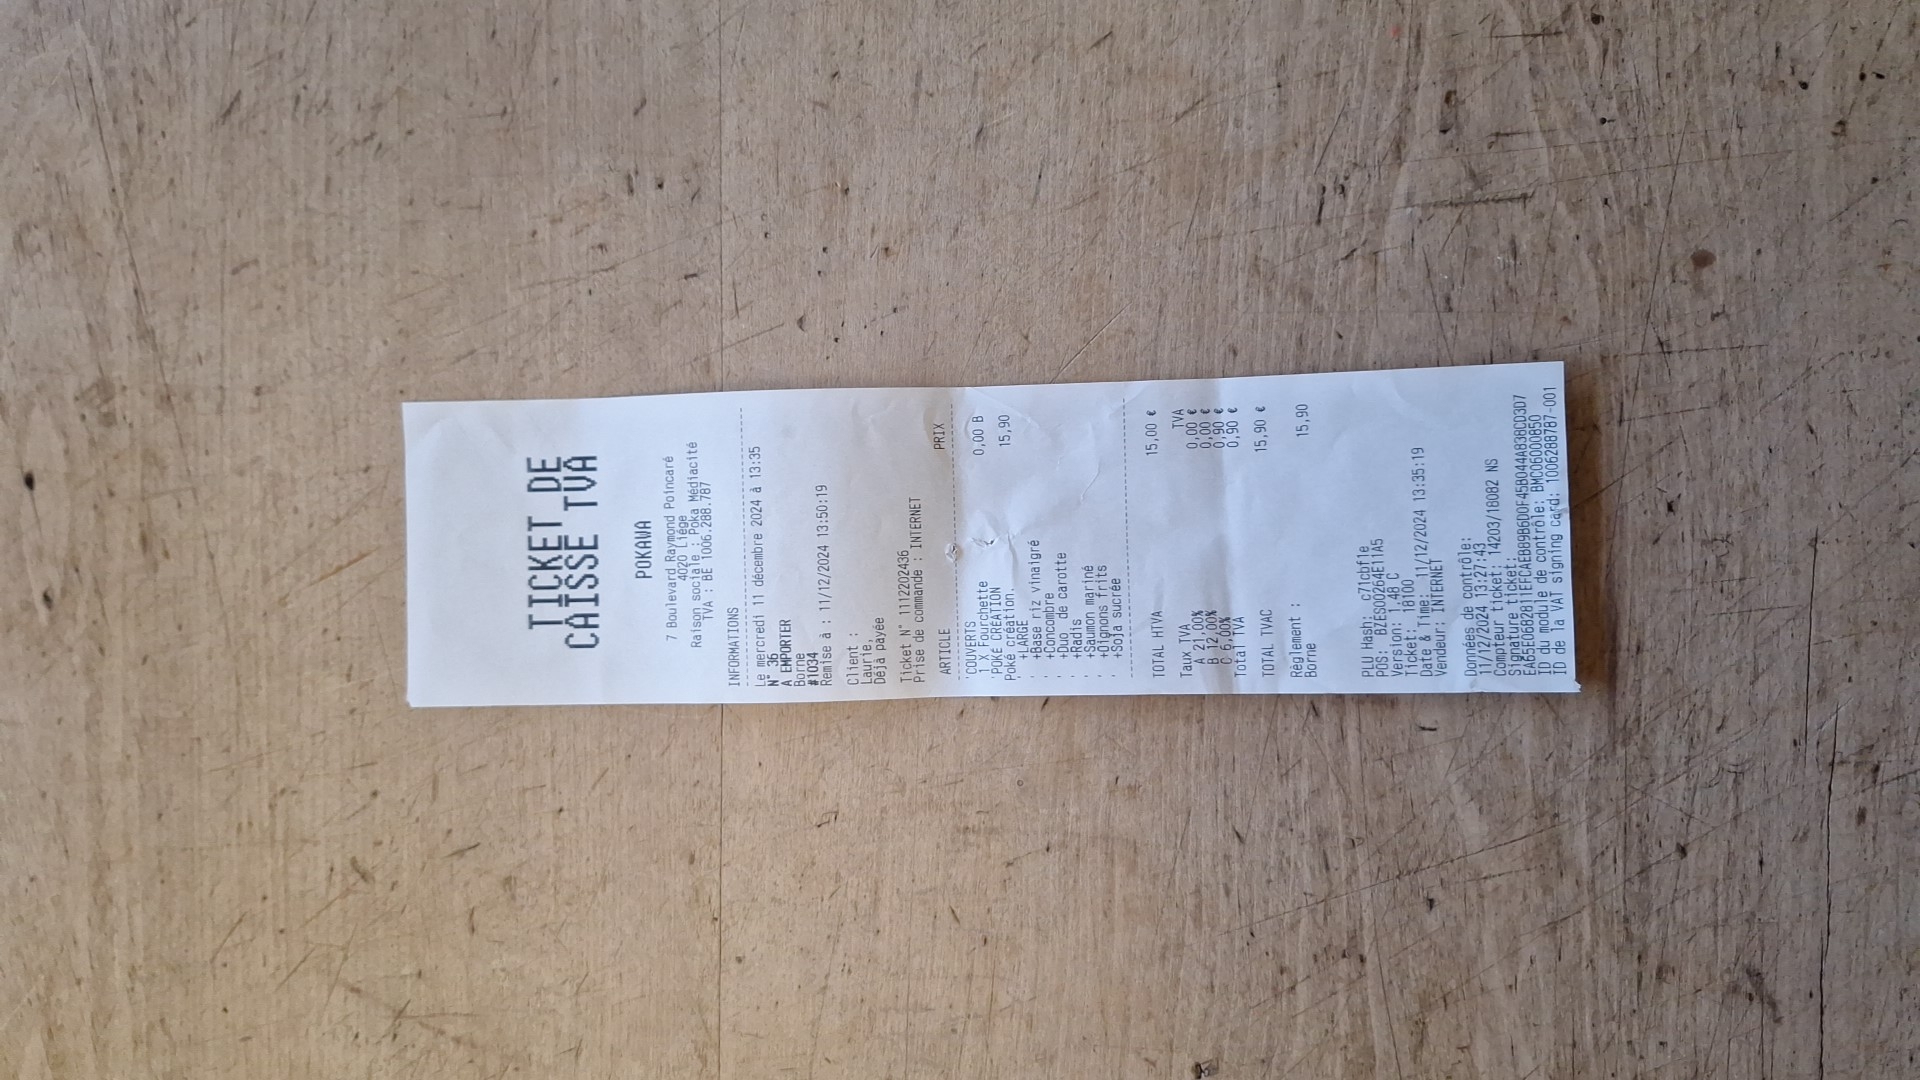 TICKET DE
CAISSE TVA
POKAWA
7 Boulevard Raymond Poincaré
4020 Liège
Raison sociale : Poka Médiacité
TVA : BE 1006.288.787
INFORMATIONS
Le mercredi 11 décembre 2024 à 13:35
N° 36
A EMPORTER
Borne
#1034
Remise à : 11/12/2024 13:50:19
Client :
Laurie,
Déjà payée
Ticket N° 1112202436
Prise de commande : INTERNET
ARTICLE PRIX
'COUVERTS
1 X Fourchette 0,00 B
'POKE CREATION
Poké création. 15,90
. +LARGE
. +Base riz vinaigré
. +Concombre
. +Duo de carotte
. +Radis
. +Saumon mariné
. +Oignons frits
. +Soja sucrée
TOTAL HTVA 15,00 €
Taux TVA TVA
A 21,00% 0,00 €
B 12,00% 0,00 €
C 6,00% 0,90 €
Total TVA 0,90 €
TOTAL TVAC 15,90 €
Règlement :
Borne 15,90
PLU Hash: c71cbf1e
POS: BZES00264E11A5
Version: 1.48 C
Ticket: 18100
Date & Time: 11/12/2024 13:35:19
Vendeur: INTERNET
Données de contrôle:
11/12/2024 13:27:43
Compteur ticket: 14203/18082 NS
Signature ticket:
ID du module de contrôle: BMC06000850
ID de la VAT signing card: 1006288787-001